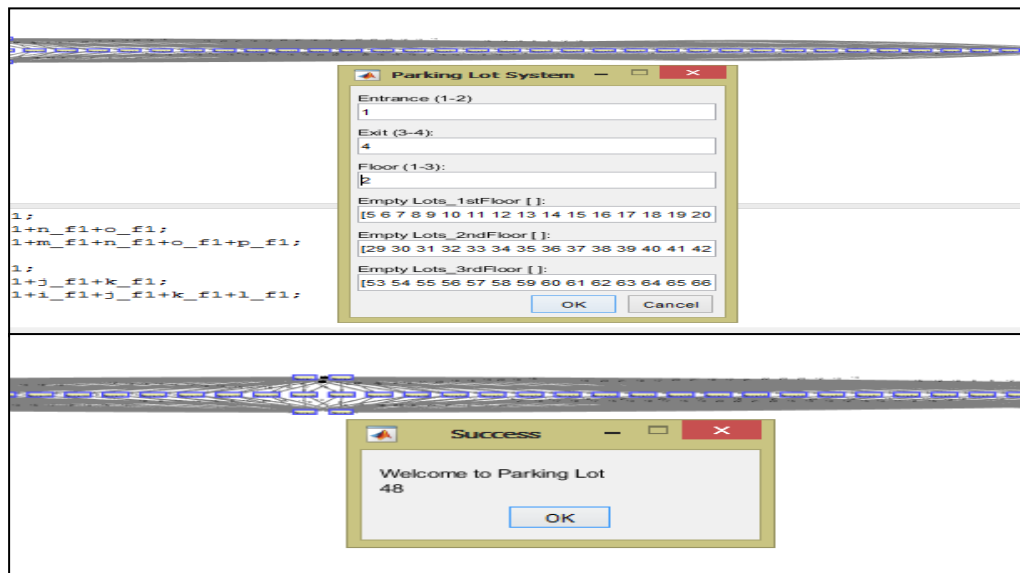 Parking Lot System
Entrance (1-2)
1
Exit (3-4):
4
Floor (1-3):
2
Empty Lots_1stFloor [ ]:
[5 6 7 8 9 10 11 12 13 14 15 16 17 18 19 20
Empty Lots_2ndFloor [ ]:
[29 30 31 32 33 34 35 36 37 38 39 40 41 42
Empty Lots_3rdFloor [ ]:
[53 54 55 56 57 58 59 60 61 62 63 64 65 66
OK Cancel
1;
1+n_f1+o_f1;
1+m_f1+n_f1+o_f1+p_f1;
1;
1+j_f1+k_f1;
1+i_f1+j_f1+k_f1+l_f1;
Success
Welcome to Parking Lot
48
OK